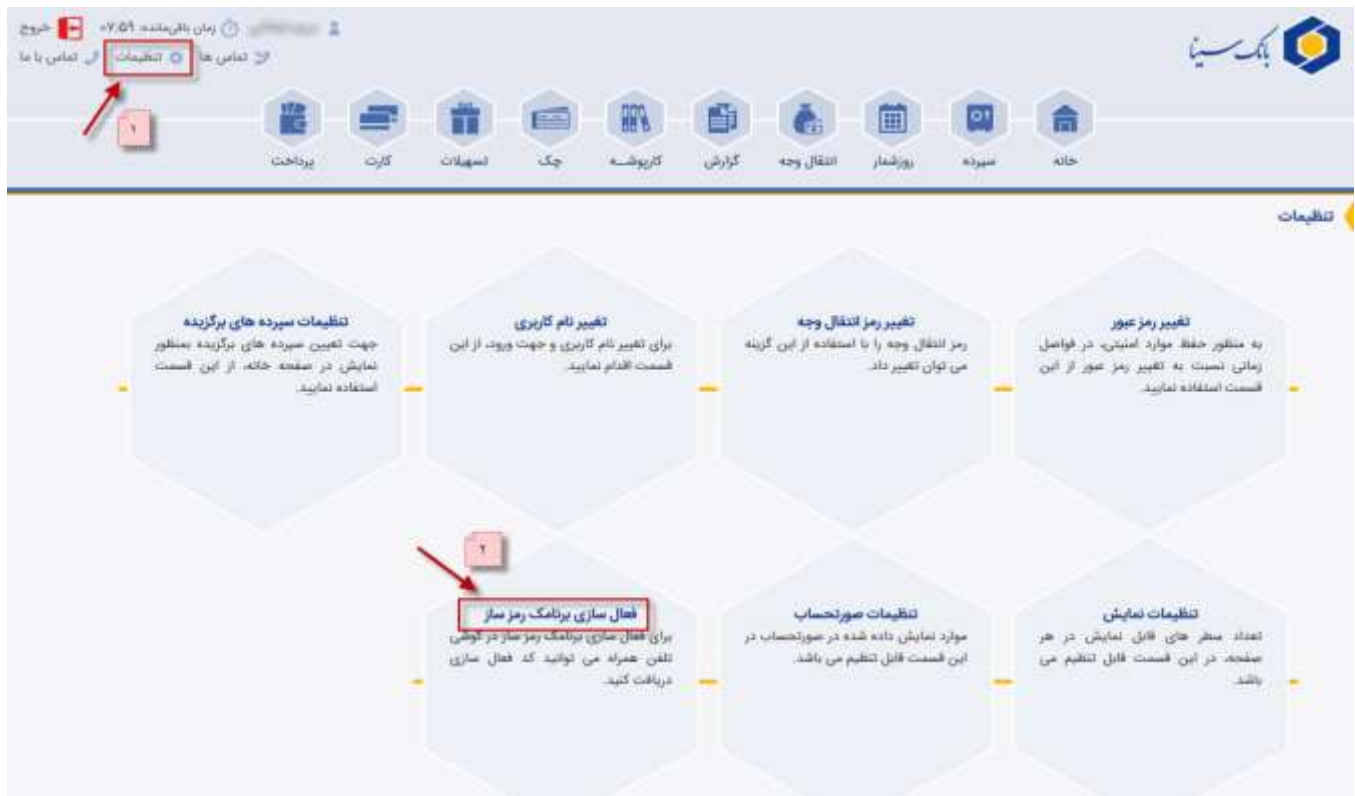 بانک سینا
زمان باقی‌مانده: ۰۷:۵۹ خروج
تماس ها تنظیمات تماس با ما
۱
خانه سپرده روزشمار انتقال وجه گزارش کارپوشه چک تسهیلات کارت پرداخت
تنظیمات
تغییر رمز عبور
به منظور حفظ موارد امنیتی، در فواصل
زمانی نسبت به تغییر رمز عبور از این
قسمت استفاده نمایید.
تغییر رمز انتقال وجه
رمز انتقال وجه را با استفاده از این گزینه
می توان تغییر داد.
تغییر نام کاربری
برای تغییر نام کاربری و جهت ورود، از این
قسمت اقدام نمایید.
تنظیمات سپرده های برگزیده
جهت تعیین سپرده های برگزیده بمنظور
نمایش در صفحه خانه، از این قسمت
استفاده نمایید.
تنظیمات نمایش
تعداد سطر های قابل نمایش در هر
صفحه، در این قسمت قابل تنظیم می
باشد.
تنظیمات صورتحساب
موارد نمایش داده شده در صورتحساب در
این قسمت قابل تنظیم می باشد.
۲
فعال سازی برنامک رمز ساز
برای فعال سازی برنامک رمز ساز در گوشی
تلفن همراه می توانید کد فعال سازی
دریافت کنید.